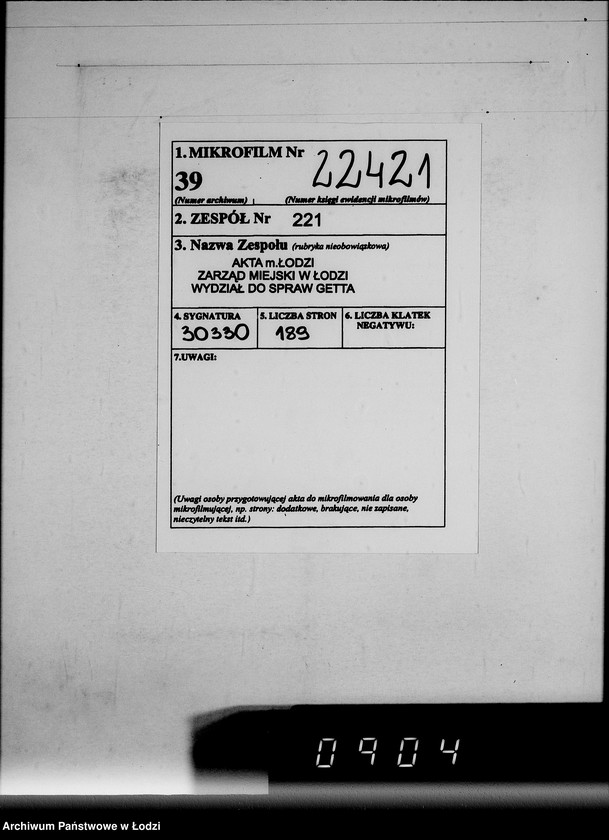 1. MIKROFILM Nr 22421
39
(Numer archiwum) (Numer księgi ewidencji mikrofilmów)
2. ZESPÓŁ Nr 221
3. Nazwa Zespołu (rubryka nieobowiązkowa)
AKTA m.ŁODZI
ZARZĄD MIEJSKI W ŁODZI
WYDZIAŁ DO SPRAW GETTA
4. SYGNATURA 5. LICZBA STRON 6. LICZBA KLATEK
NEGATYWU:
30330 189
7.UWAGI:
(Uwagi osoby przygotowującej akta do mikrofilmowania dla osoby
mikrofilmującej, np. strony: dodatkowe, brakujące, nie zapisane,
nieczytelny tekst itd.)
0904
Archiwum Państwowe w Łodzi